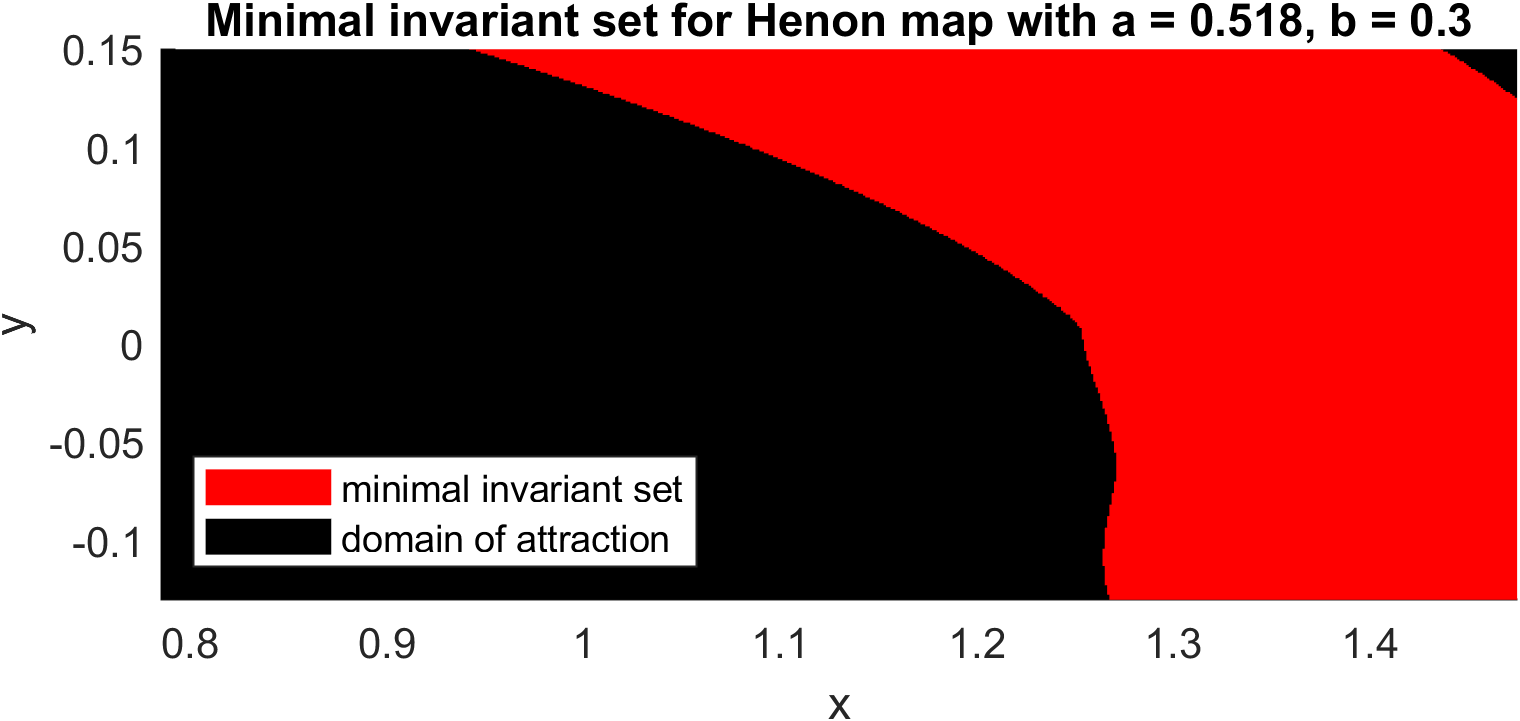 Minimal invariant set for Henon map with a = 0.518, b = 0.3
0.15
0.1
0.05
0
-0.05
-0.1
y
minimal invariant set
domain of attraction
0.8 0.9 1 1.1 1.2 1.3 1.4
x